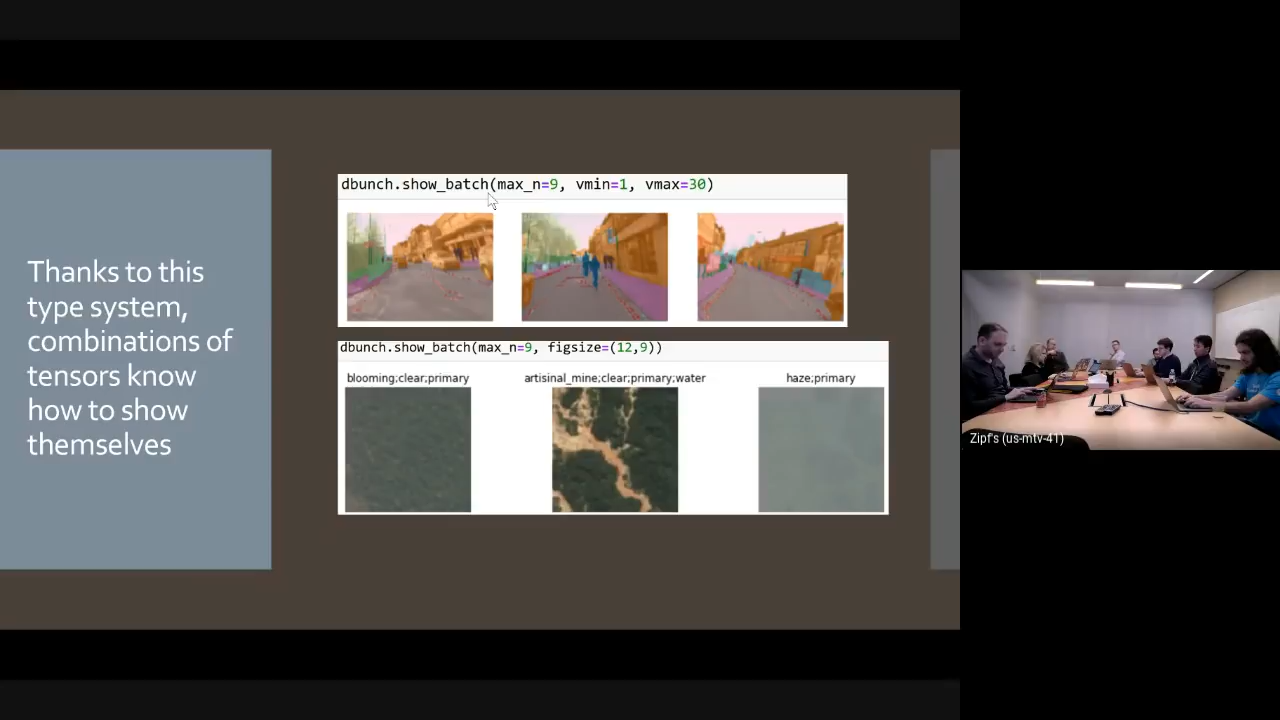 Thanks to this
type system,
combinations of
tensors know
how to show
themselves
dbunch.show_batch(max_n=9, vmin=1, vmax=30)
dbunch.show_batch(max_n=9, figsize=(12,9))
blooming;clear;primary
artisinal_mine;clear;primary;water
haze;primary
Zipf's (us-mtv-41)